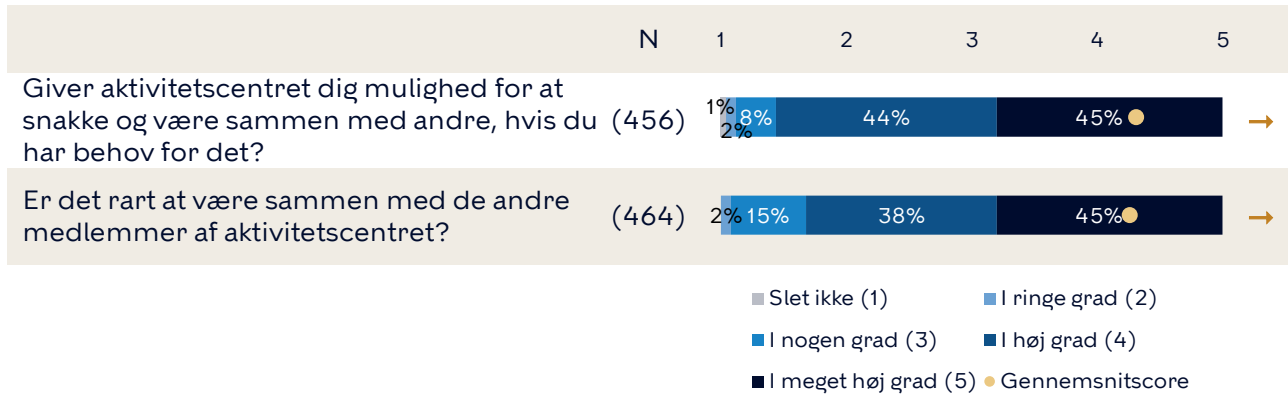 N 1 2 3 4 5
Giver aktivitetscentret dig mulighed for at
snakke og være sammen med andre, hvis du
har behov for det?
(456) 1% 2% 8% 44% 45% →
Er det rart at være sammen med de andre
medlemmer af aktivitetscentret?
(464) 2% 15% 38% 45% →
Slet ikke (1) I ringe grad (2)
I nogen grad (3) I høj grad (4)
I meget høj grad (5) Gennemsnitscore